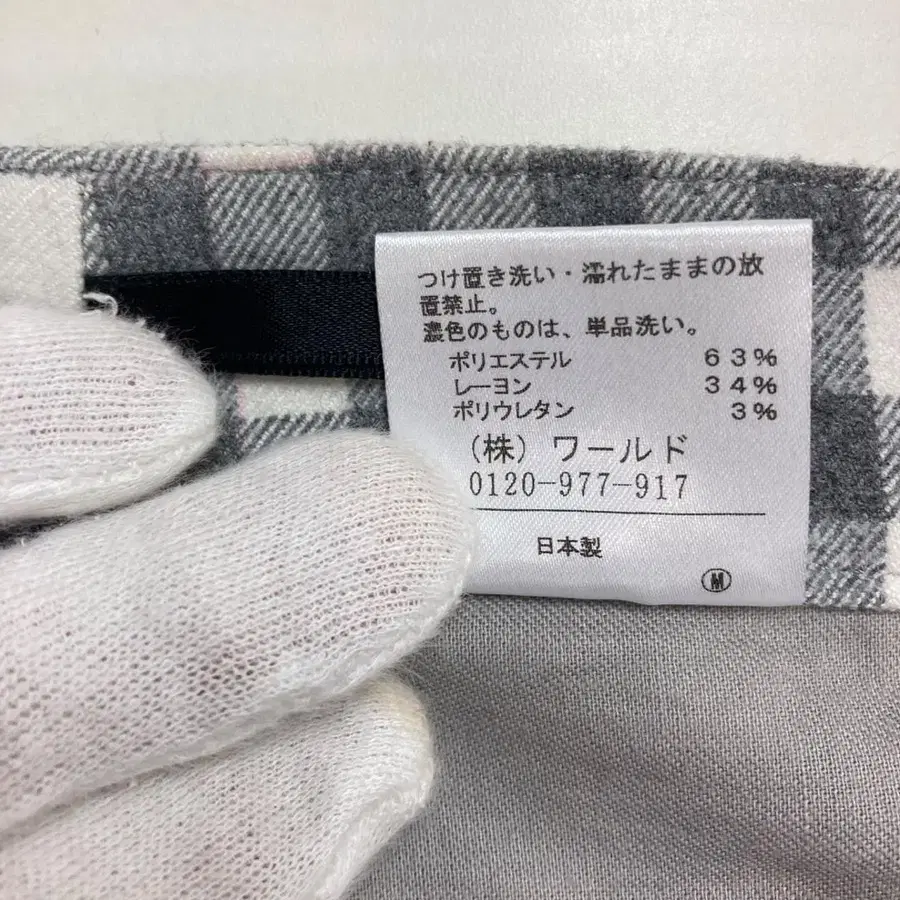 つけ置き洗い・濡れたままの放
置禁止。
濃色のものは、単品洗い。
ポリエステル 63%
レーヨン 34%
ポリウレタン 3%
(株)ワールド
0120-977-917
日本製
Ⓜ